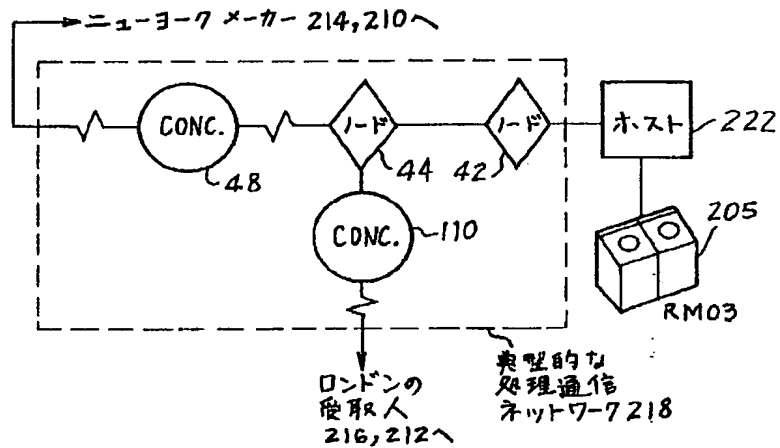 ニューヨーク メーカー 214,210へ
CONC.
48
ノード
44
ノード
42
ホスト
222
CONC.
110
205
RM03
ロンドンの
受取人
216,212へ
典型的な
処理通信
ネットワーク218